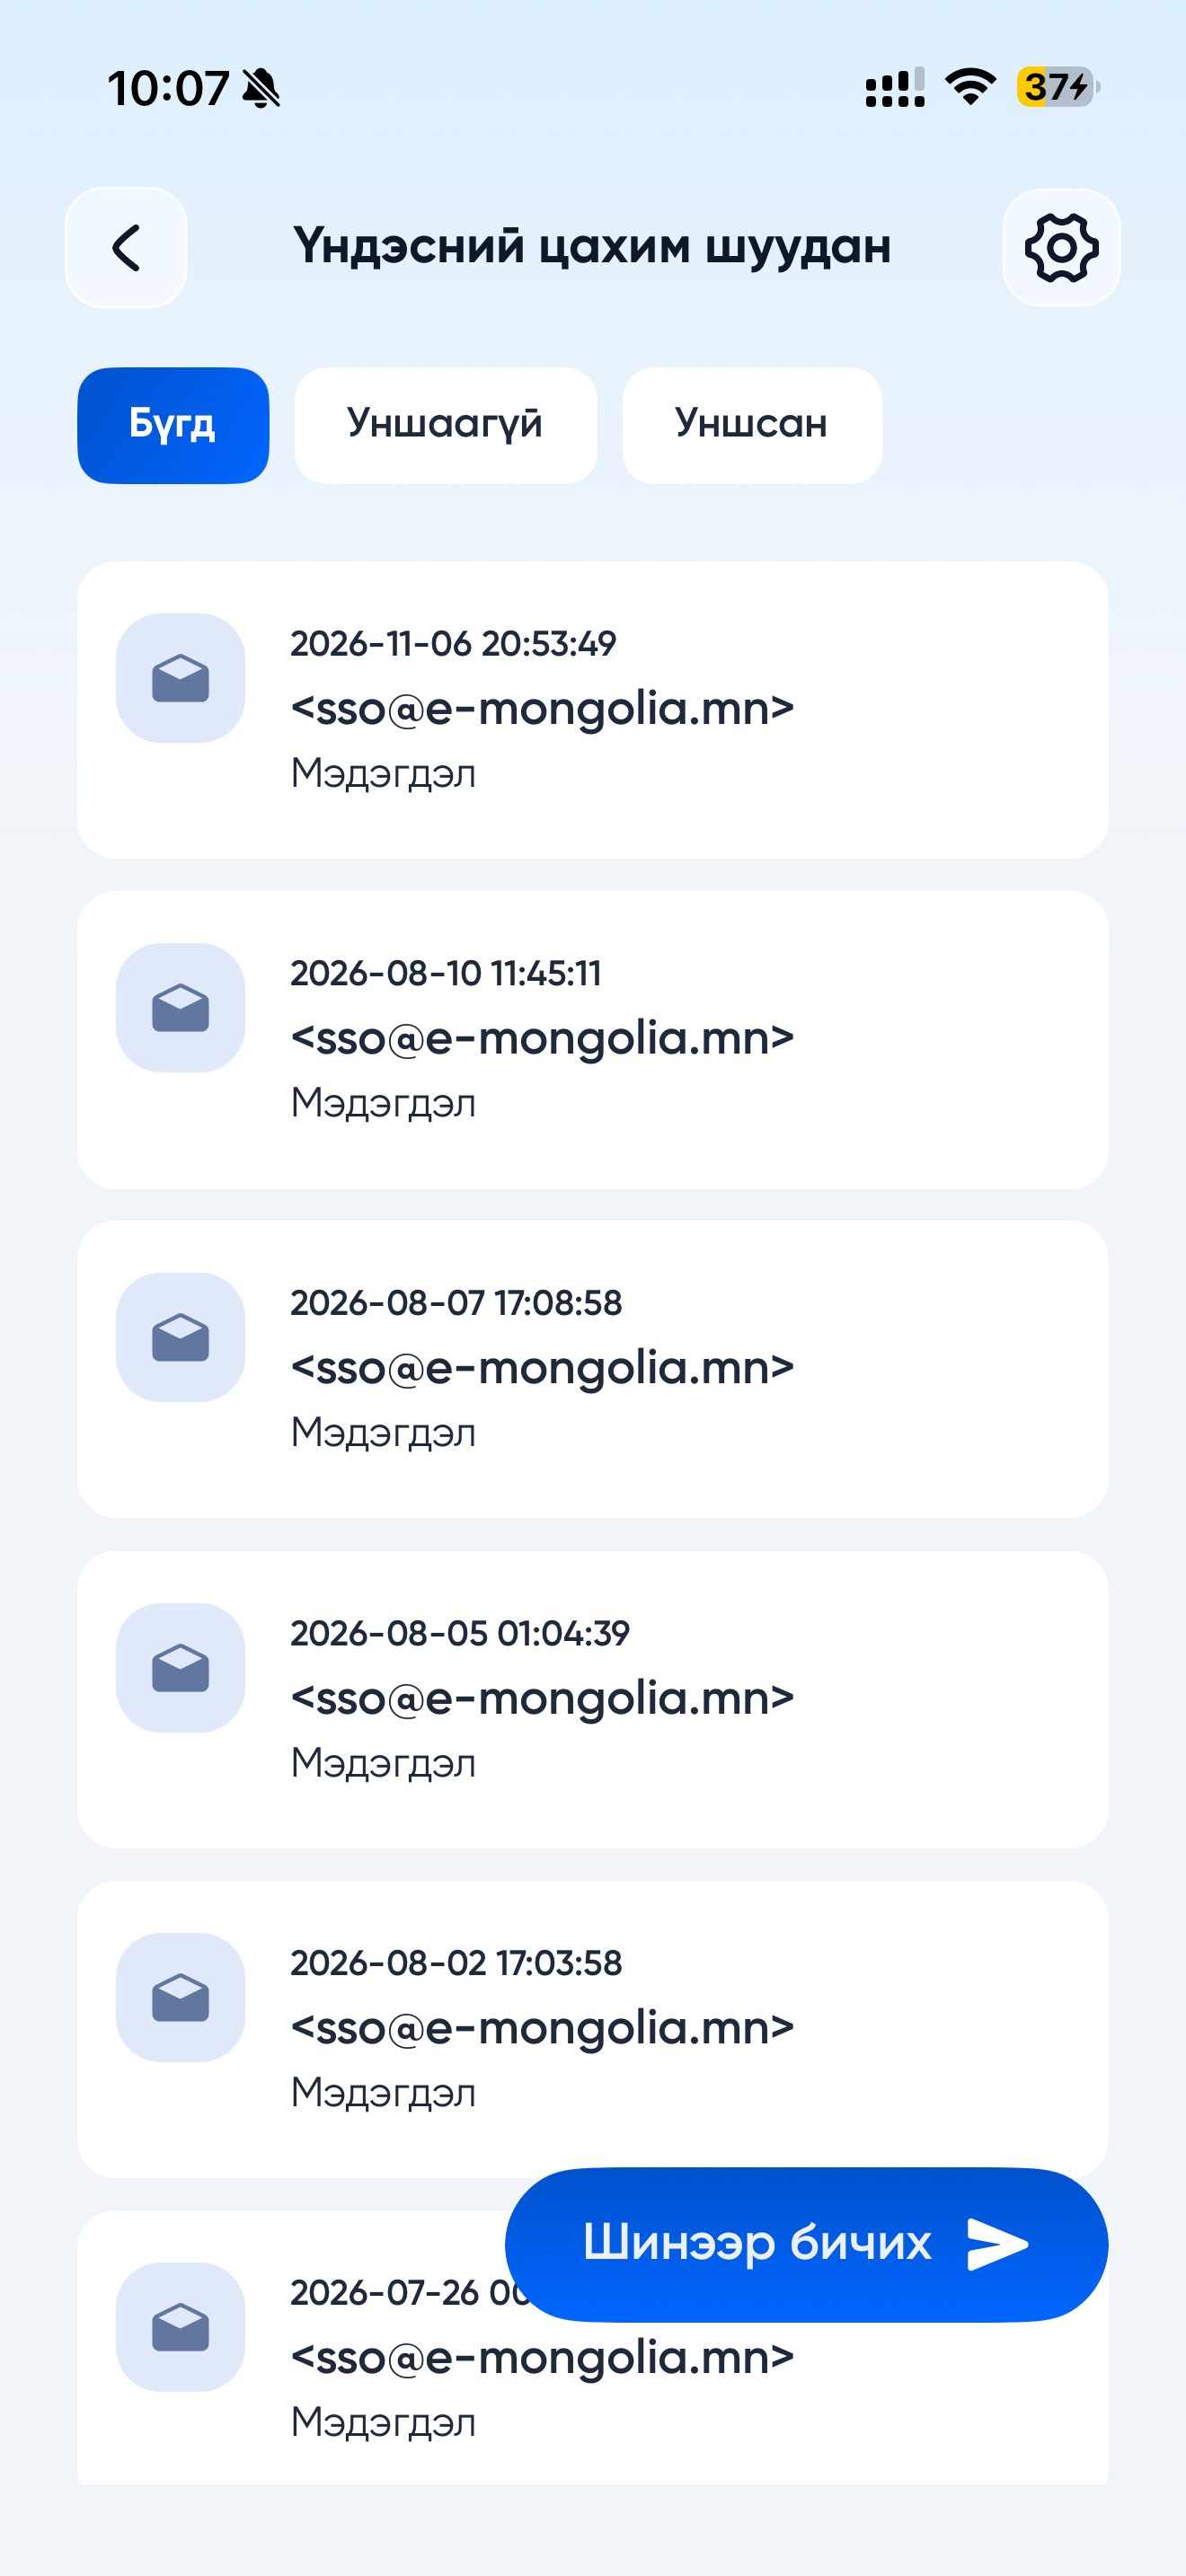 10:07
37
Үндэсний цахим шуудан
Бүгд
Уншаагүй
Уншсан
2026-11-06 20:53:49
<sso@e-mongolia.mn>
Мэдэгдэл
2026-08-10 11:45:11
<sso@e-mongolia.mn>
Мэдэгдэл
2026-08-07 17:08:58
<sso@e-mongolia.mn>
Мэдэгдэл
2026-08-05 01:04:39
<sso@e-mongolia.mn>
Мэдэгдэл
2026-08-02 17:03:58
<sso@e-mongolia.mn>
Мэдэгдэл
Шинээр бичих
2026-07-26
<sso@e-mongolia.mn>
Мэдэгдэл